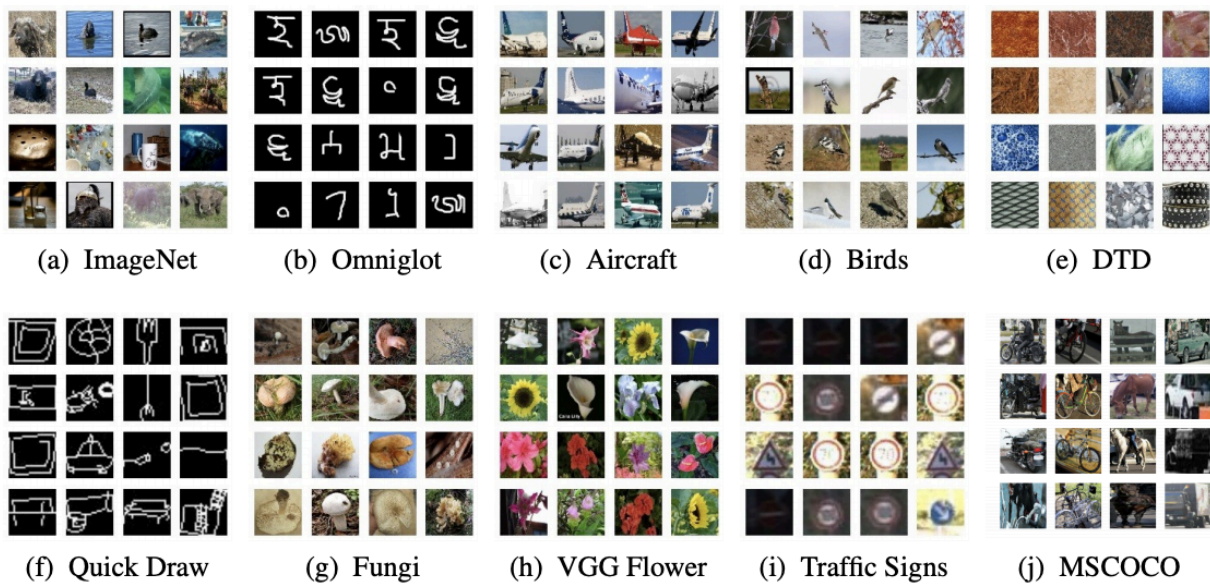 (a) ImageNet
(b) Omniglot
(c) Aircraft
(d) Birds
(e) DTD
(f) Quick Draw
(g) Fungi
(h) VGG Flower
(i) Traffic Signs
(j) MSCOCO